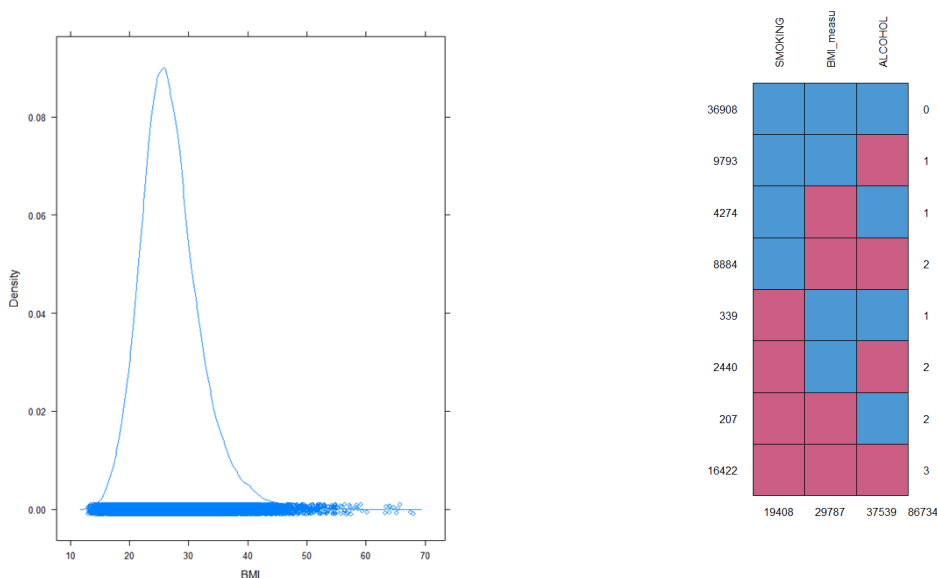 0.08
0.06
0.04
0.02
0.00
Density
10 20 30 40 50 60 70
BMI
SMOKING BMI_measu ALCOHOL
36908 0
9793 1
4274 1
8884 2
339 1
2440 2
207 2
16422 3
19408 29787 37539 86734